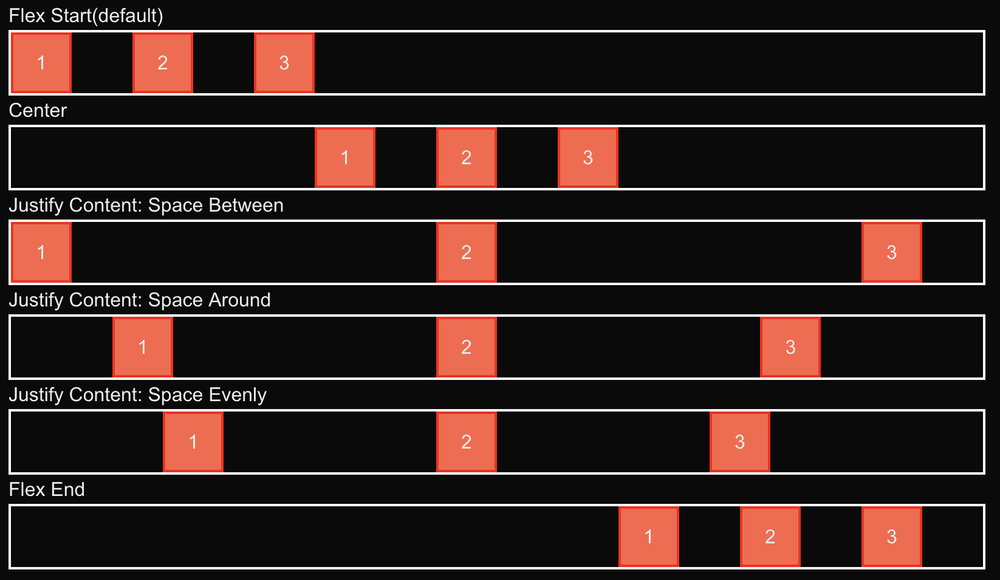 Flex Start(default)
1 2 3
Center
1 2 3
Justify Content: Space Between
1 2 3
Justify Content: Space Around
1 2 3
Justify Content: Space Evenly
1 2 3
Flex End
1 2 3